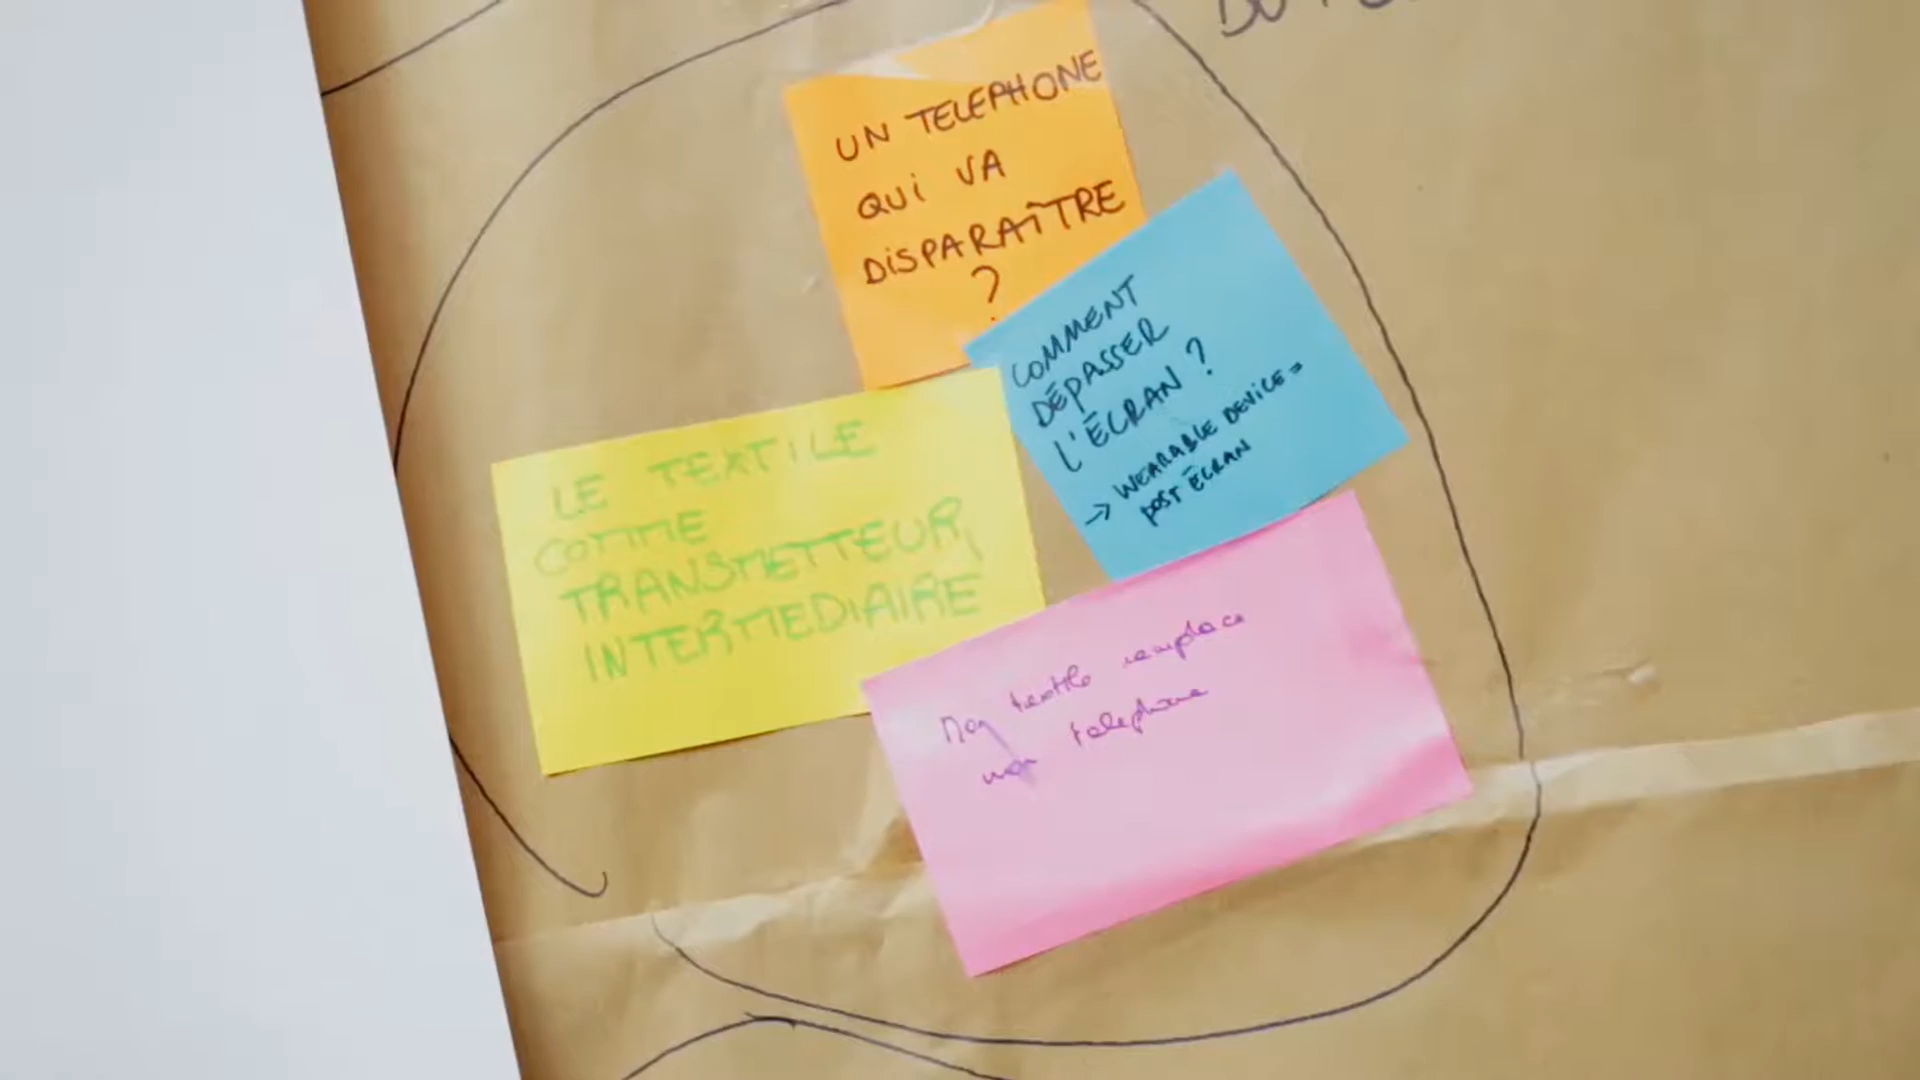 UN TELEPHONE
QUI VA
DISPARAÎTRE
?
COMMENT
DÉPASSER
L'ÉCRAN ?
→ WEARABLE DEVICE =
POST ÉCRAN
LE TEXTILE
COMME
TRANSMETTEUR,
INTERMEDIAIRE
Mon textile remplace
mon telephone